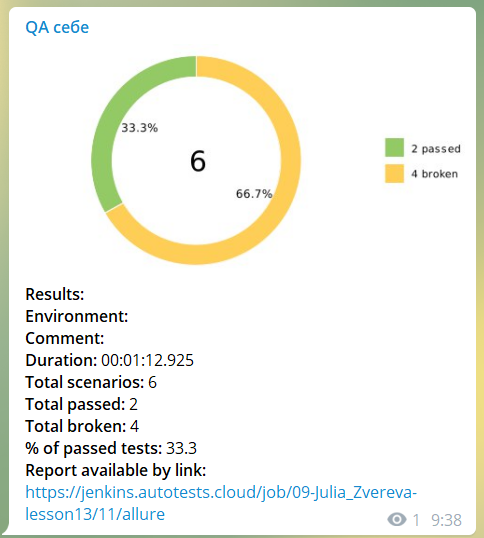 QA себе
33.3%
6
66.7%
2 passed
4 broken
Results:
Environment:
Comment:
Duration: 00:01:12.925
Total scenarios: 6
Total passed: 2
Total broken: 4
% of passed tests: 33.3
Report available by link:
https://jenkins.autotests.cloud/job/09-Julia_Zvereva-
lesson13/11/allure
1 9:38